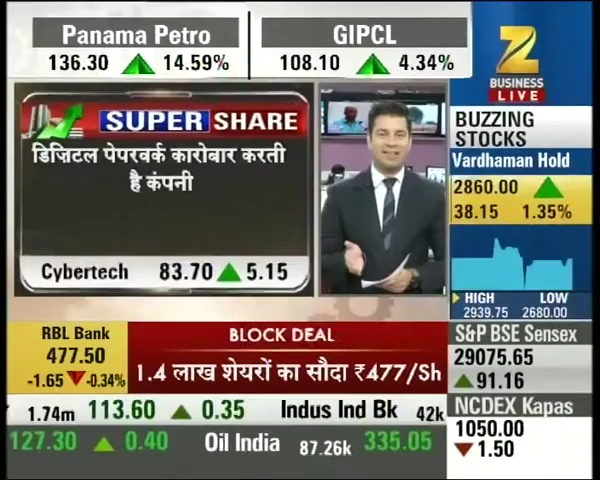 Panama Petro
136.30 14.59%
GIPCL
108.10 4.34%
Z
BUSINESS
LIVE
SUPER SHARE
डिजिटल पेपरवर्क कारोबार करती
है कंपनी
Cybertech 83.70 5.15
BUZZING
STOCKS
Vardhaman Hold
2860.00
38.15 1.35%
HIGH LOW
2939.75 2680.00
RBL Bank
477.50
-1.65 -0.34%
BLOCK DEAL
1.4 लाख शेयरों का सौदा ₹477/Sh
S&P BSE Sensex
29075.65
91.16
NCDEX Kapas
1050.00
1.50
1.74m 113.60 0.35 Indus Ind Bk 42k
127.30 0.40 Oil India 87.26k 335.05